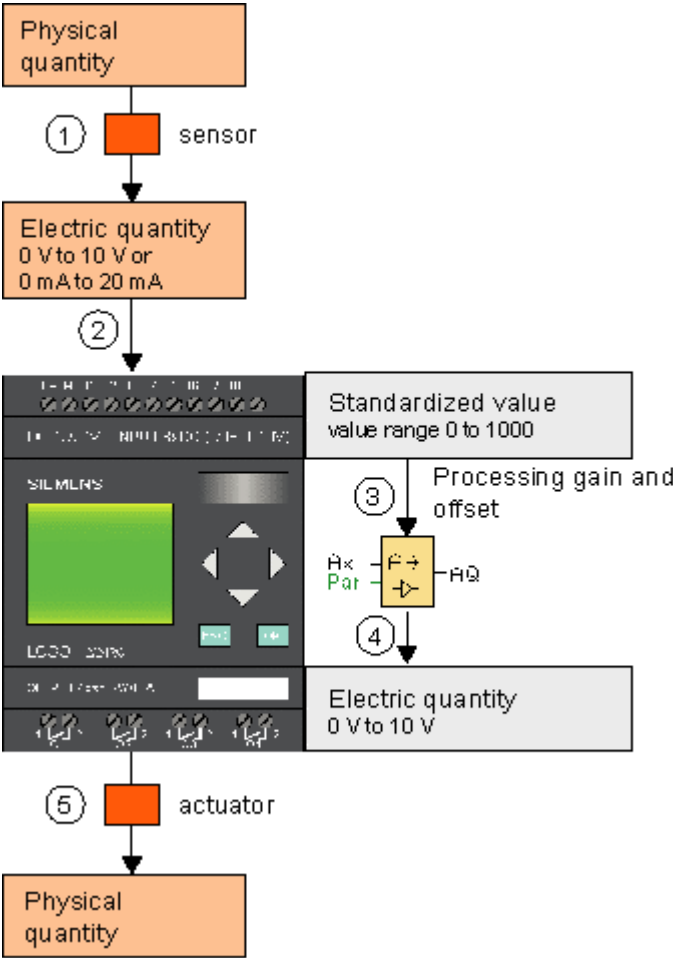 Physical
quantity
1
sensor
Electric quantity
0 V to 10 V or
0 mA to 20 mA
2
Standardized value
value range 0 to 1000
SIEMENS
3
Processing gain and
offset
Ax
A→
Par
AQ
ESC
OK
4
Electric quantity
0 V to 10 V
5
actuator
Physical
quantity